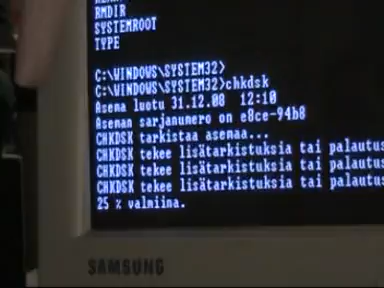 RMDIR
SYSTEMROOT
TYPE
C:\WINDOWS\SYSTEM32>
C:\WINDOWS\SYSTEM32>chkdsk
Asema luotu 31.12.08 12:10
Aseman sarjanumero on e8ce-94b8
CHKDSK tarkistaa asemaa...
CHKDSK tekee lisätarkistuksia tai palautus
CHKDSK tekee lisätarkistuksia tai palautus
CHKDSK tekee lisätarkistuksia tai palautus
25 % valmiina.
SAMSUNG